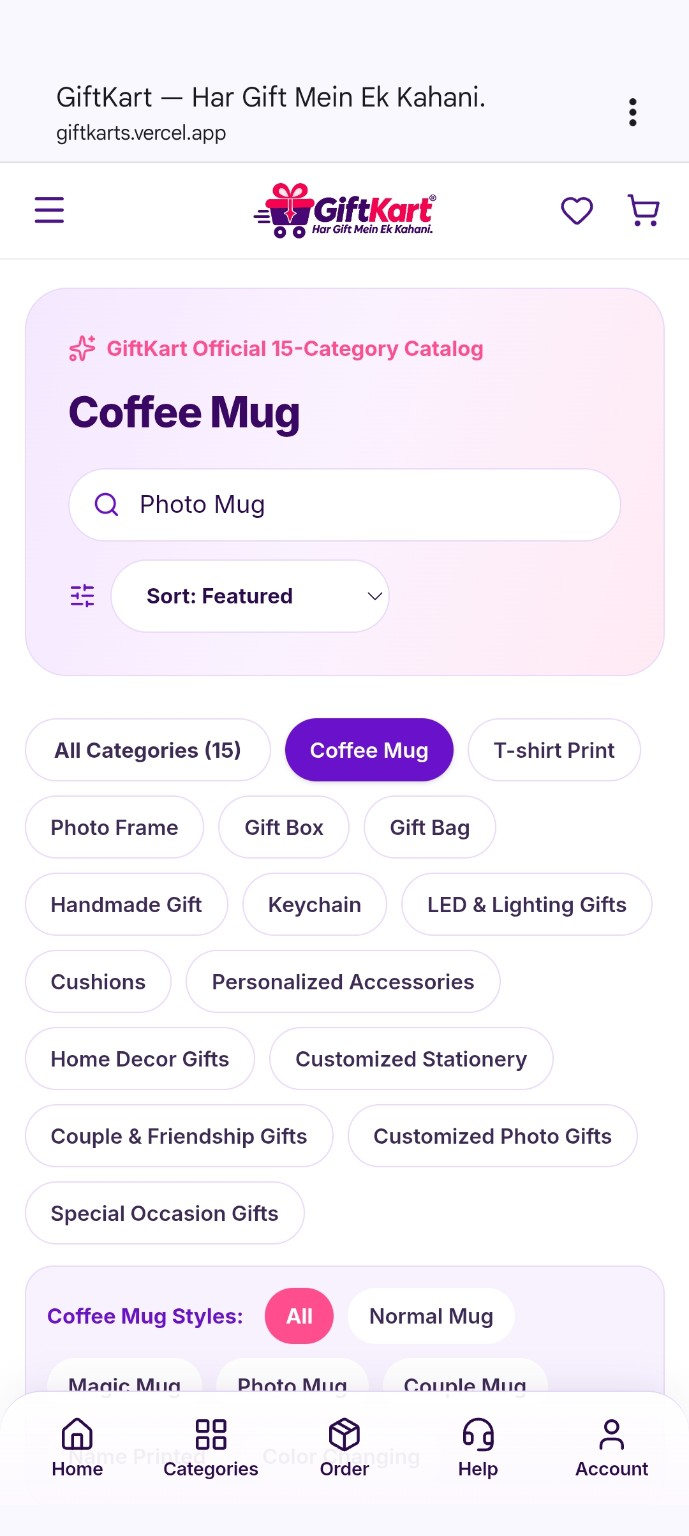 GiftKart — Har Gift Mein Ek Kahani.
giftkarts.vercel.app
GiftKart®
Har Gift Mein Ek Kahani.
GiftKart Official 15-Category Catalog
Coffee Mug
Photo Mug
Sort: Featured
All Categories (15) Coffee Mug T-shirt Print
Photo Frame Gift Box Gift Bag
Handmade Gift Keychain LED & Lighting Gifts
Cushions Personalized Accessories
Home Decor Gifts Customized Stationery
Couple & Friendship Gifts Customized Photo Gifts
Special Occasion Gifts
Coffee Mug Styles: All Normal Mug
Magic Mug Photo Mug Couple Mug
Name Printed Color Changing
Home Categories Order Help Account